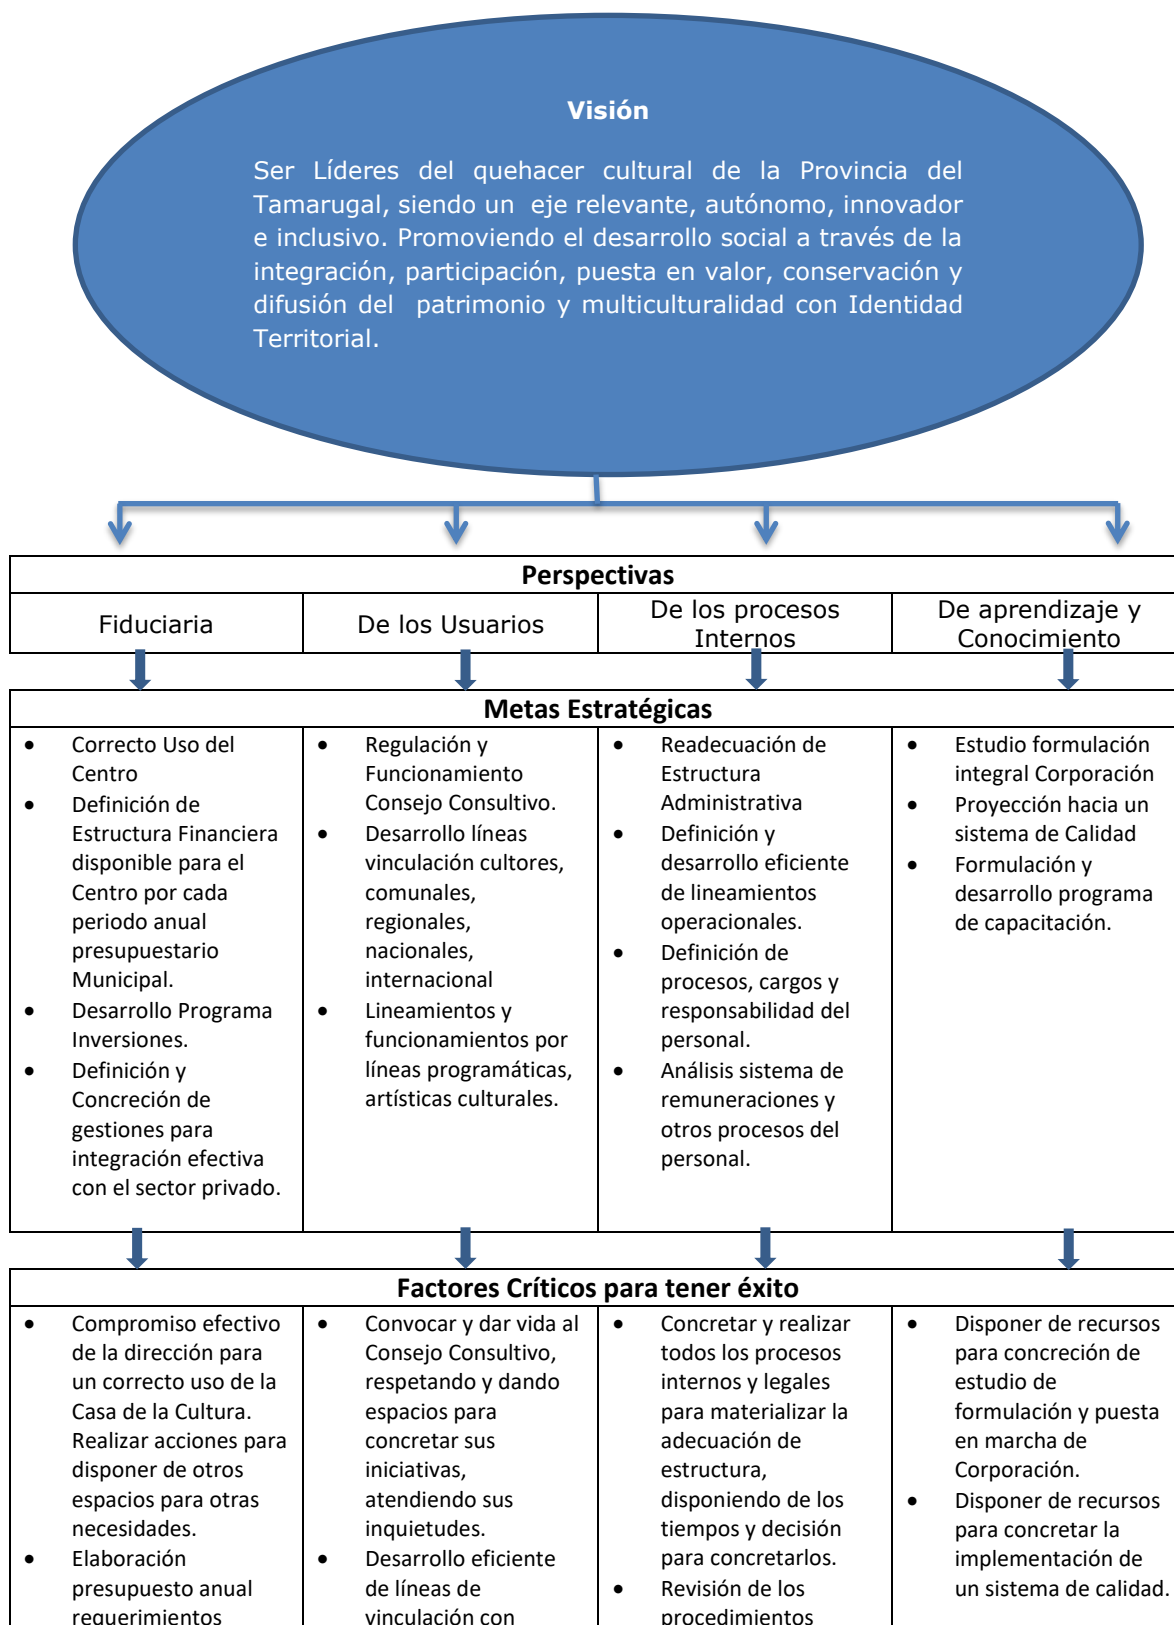 Visión
Ser Líderes del quehacer cultural de la Provincia del
Tamarugal, siendo un eje relevante, autónomo, innovador
e inclusivo. Promoviendo el desarrollo social a través de la
integración, participación, puesta en valor, conservación y
difusión del patrimonio y multiculturalidad con Identidad
Territorial.
Perspectivas
Fiduciaria
De los Usuarios
De los procesos
Internos
De aprendizaje y
Conocimiento
Metas Estratégicas
• Correcto Uso del
Centro
• Definición de
Estructura Financiera
disponible para el
Centro por cada
periodo anual
presupuestario
Municipal.
• Desarrollo Programa
Inversiones.
• Definición y
Concreción de
gestiones para
integración efectiva
con el sector privado.
• Regulación y
Funcionamiento
Consejo Consultivo.
• Desarrollo líneas
vinculación cultores,
comunales,
regionales,
nacionales,
internacional
• Lineamientos y
funcionamientos por
líneas programáticas,
artísticas culturales.
• Readecuación de
Estructura
Administrativa
• Definición y
desarrollo eficiente
de lineamientos
operacionales.
• Definición de
procesos, cargos y
responsabilidad del
personal.
• Análisis sistema de
remuneraciones y
otros procesos del
personal.
• Estudio formulación
integral Corporación
• Proyección hacia un
sistema de Calidad
• Formulación y
desarrollo programa
de capacitación.
Factores Críticos para tener éxito
• Compromiso efectivo
de la dirección para
un correcto uso de la
Casa de la Cultura.
Realizar acciones para
disponer de otros
espacios para otras
necesidades.
• Elaboración
presupuesto anual
requerimientos
• Convocar y dar vida al
Consejo Consultivo,
respetando y dando
espacios para
concretar sus
iniciativas,
atendiendo sus
inquietudes.
• Desarrollo eficiente
de líneas de
vinculación con
• Concretar y realizar
todos los procesos
internos y legales
para materializar la
adecuación de
estructura,
disponiendo de los
tiempos y decisión
para concretarlos.
• Revisión de los
procedimientos
• Disponer de recursos
para concreción de
estudio de
formulación y puesta
en marcha de
Corporación.
• Disponer de recursos
para concretar la
implementación de
un sistema de calidad.